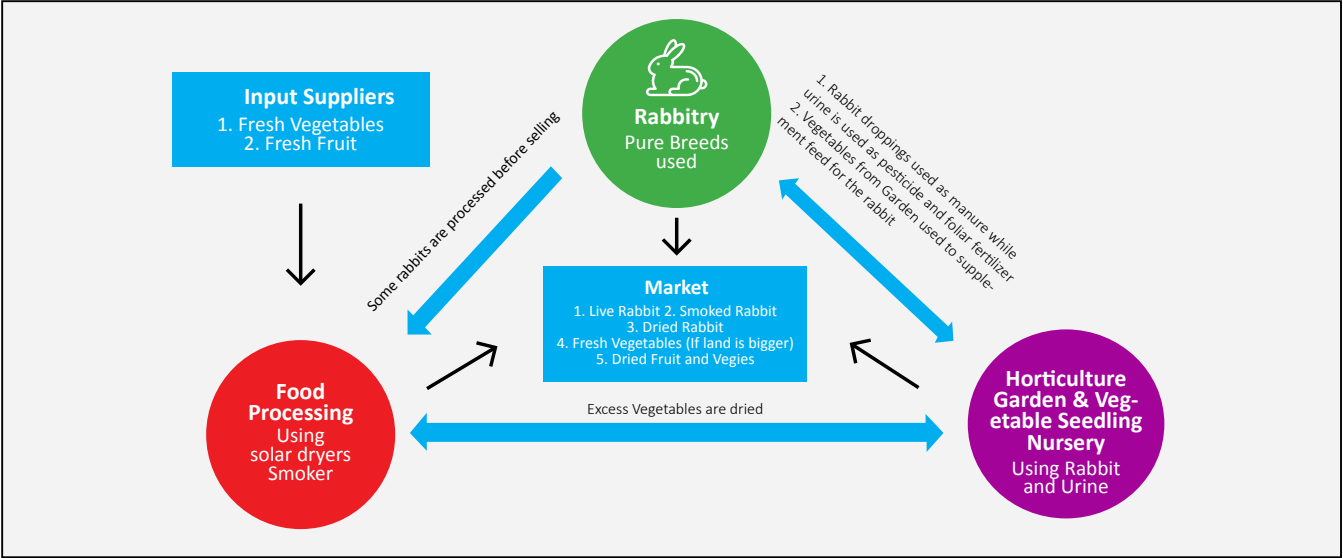 Input Suppliers
1. Fresh Vegetables
2. Fresh Fruit
Rabbitry
Pure Breeds
used
Some rabbits are processed before selling
1. Rabbit droppings used as manure while
urine is used as pesticide and foliar fertilizer
2. Vegetables from Garden used to supple-
ment feed for the rabbit
Market
1. Live Rabbit 2. Smoked Rabbit
3. Dried Rabbit
4. Fresh Vegetables (If land is bigger)
5. Dried Fruit and Vegies
Food
Processing
Using
solar dryers
Smoker
Excess Vegetables are dried
Horticulture
Garden & Veg-
etable Seedling
Nursery
Using Rabbit
and Urine